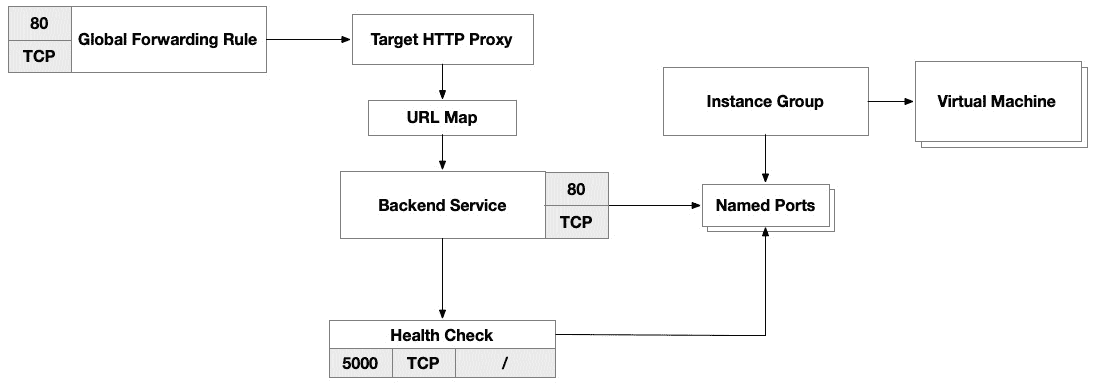 80
TCP
Global Forwarding Rule
Target HTTP Proxy
URL Map
Instance Group
Virtual Machine
Backend Service
80
TCP
Named Ports
Health Check
5000 TCP /